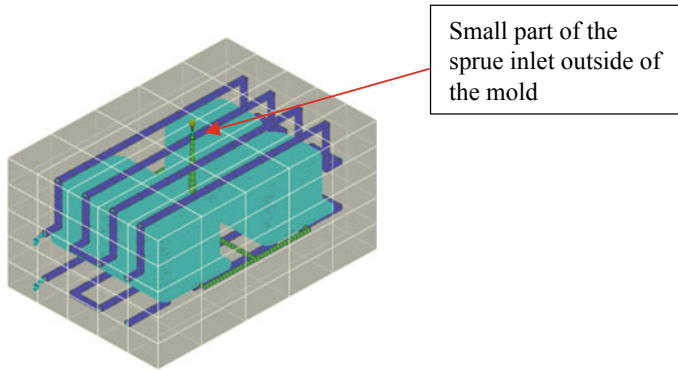 Small part of the
sprue inlet outside of
the mold